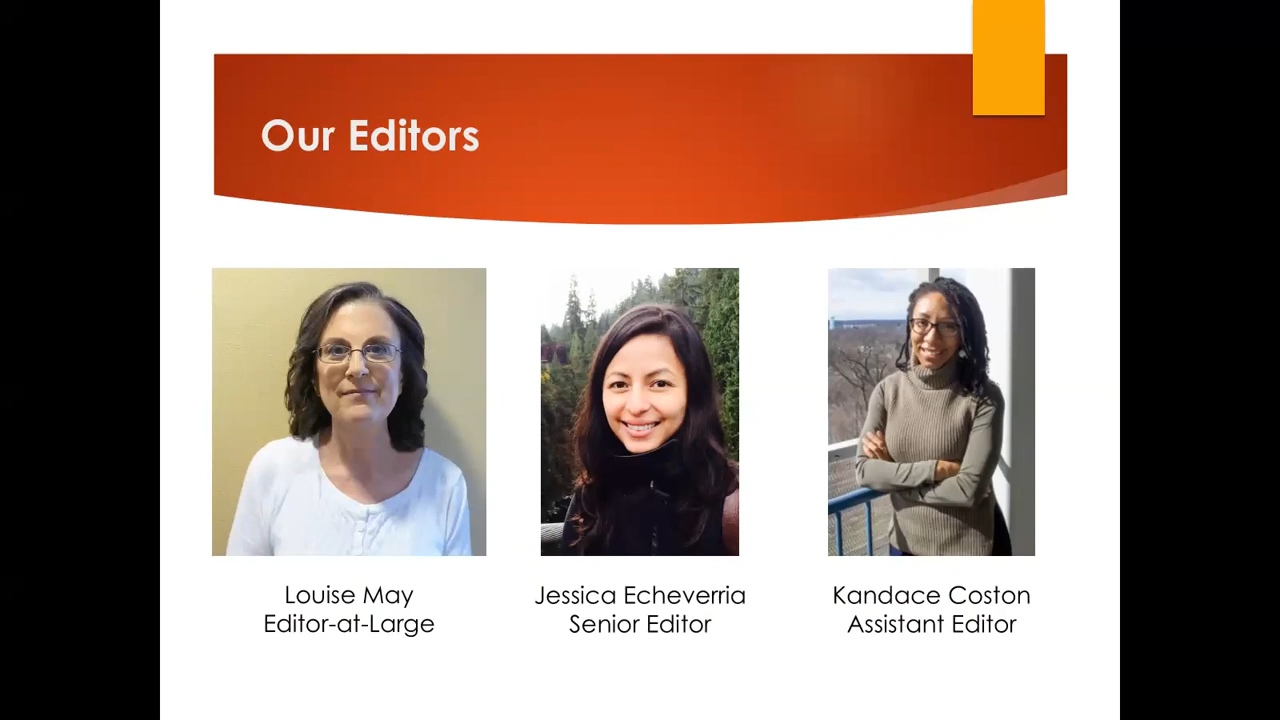 Our Editors
Louise May
Editor-at-Large
Jessica Echeverria
Senior Editor
Kandace Coston
Assistant Editor